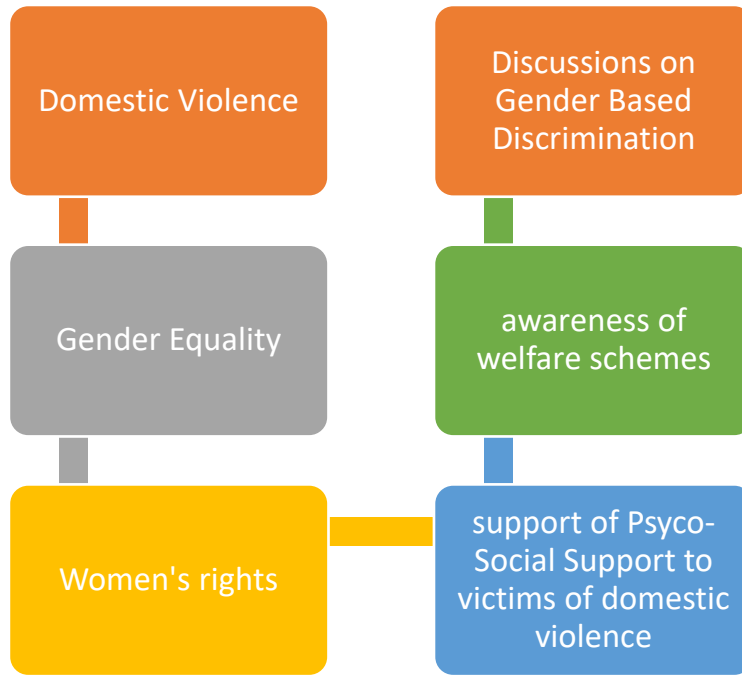 Domestic Violence
Gender Equality
Women's rights
support of Psyco-
Social Support to
victims of domestic
violence
awareness of
welfare schemes
Discussions on
Gender Based
Discrimination